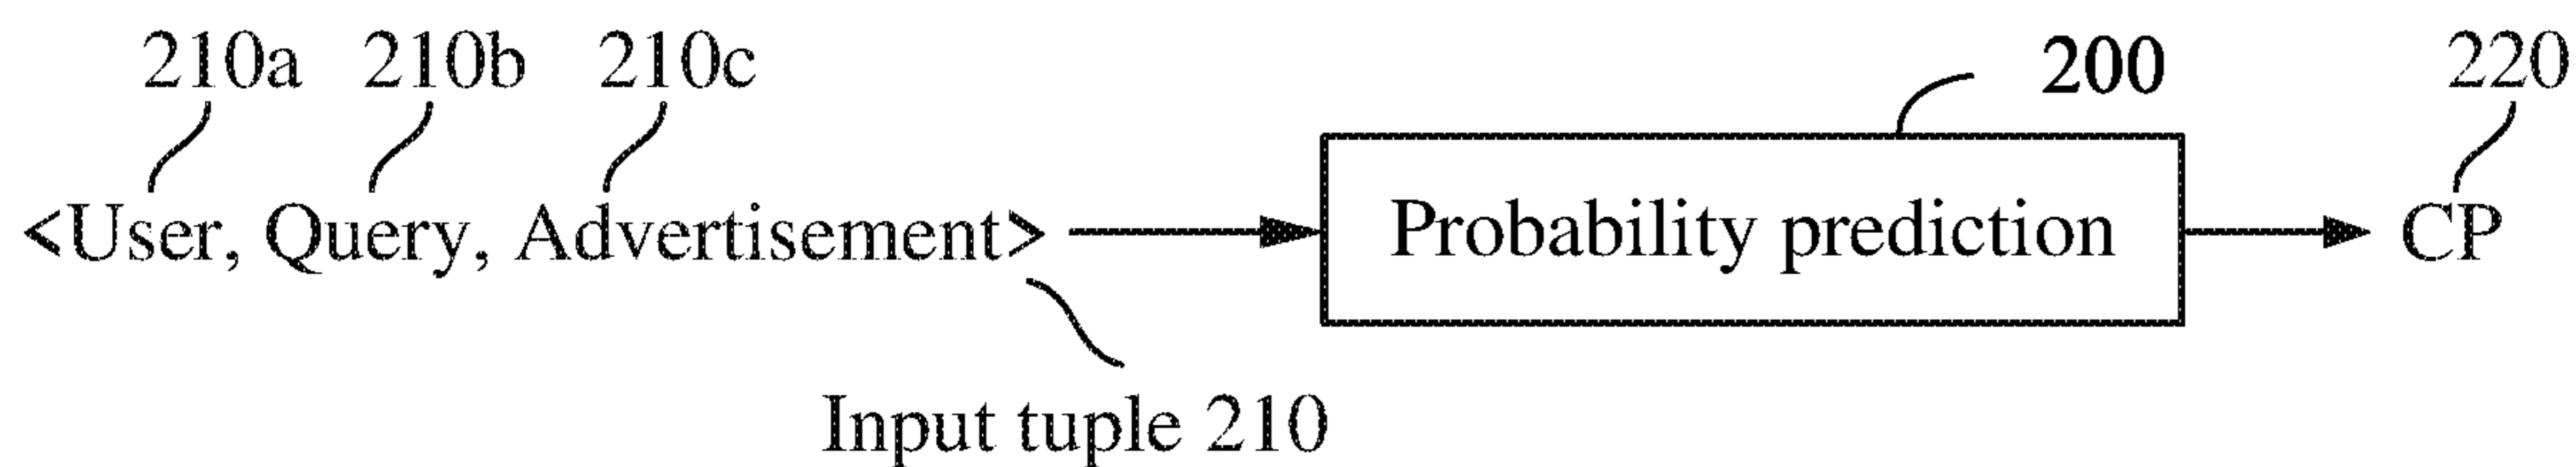 210a 210b 210c 200 220
<User, Query, Advertisement> Probability prediction CP
Input tuple 210